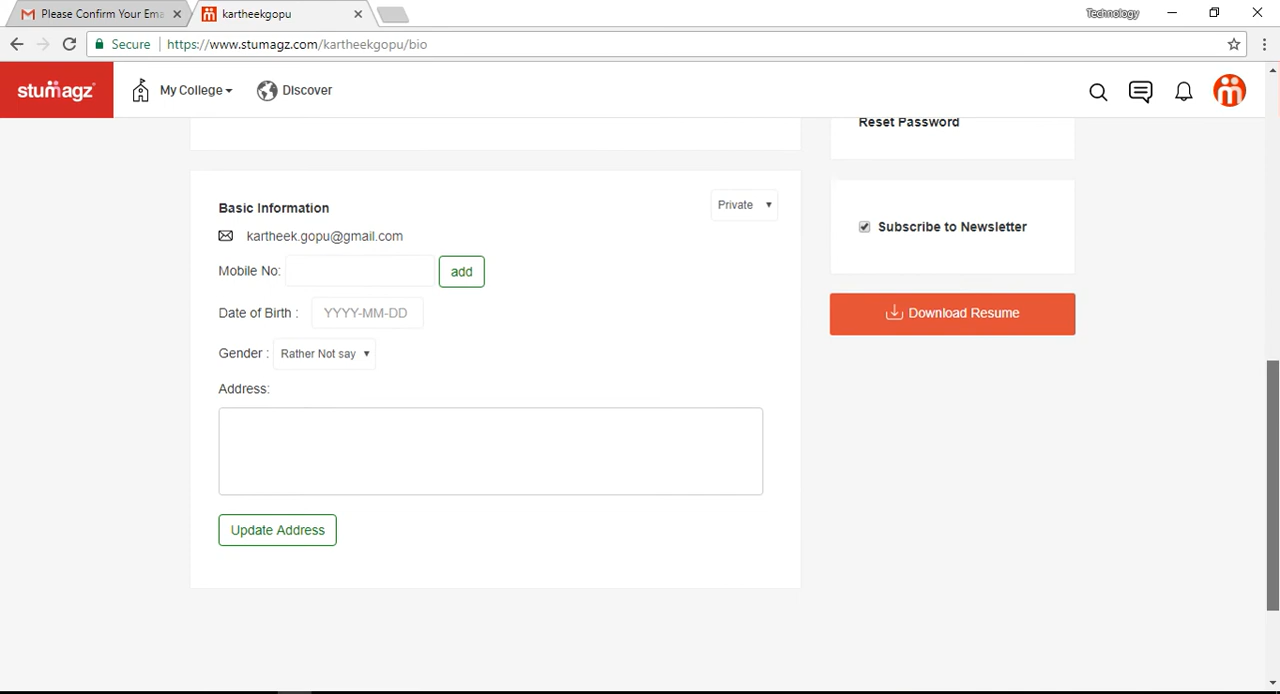 Please Confirm Your Ema
kartheekgopu
Technology
Secure
https://www.stumagz.com/kartheekgopu/bio
stumagz
My College
Discover
Reset Password
Basic Information
Private
kartheek.gopu@gmail.com
Subscribe to Newsletter
Mobile No:
add
Date of Birth :
YYYY-MM-DD
Download Resume
Gender :
Rather Not say
Address:
Update Address